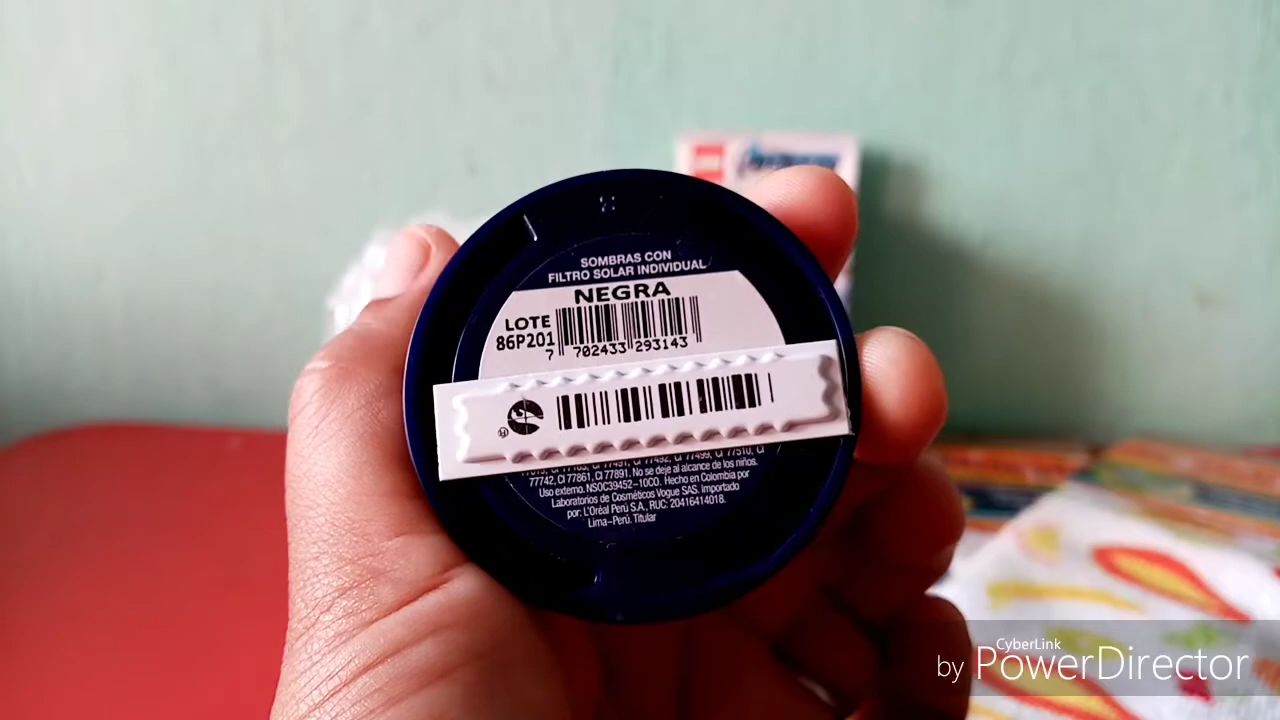 SOMBRAS CON
FILTRO SOLAR INDIVIDUAL
NEGRA
LOTE
86P201
7 702433 293143
77742, CI 77861, CI 77891. No se deje al alcance de los niños.
Uso externo. NSOC39452-10CO. Hecho en Colombia por
Laboratorios de Cosméticos Vogue SAS. Importado
por: L'Oréal Perú S.A., RUC: 20416414018.
Lima-Perú. Titular
CyberLink
by PowerDirector